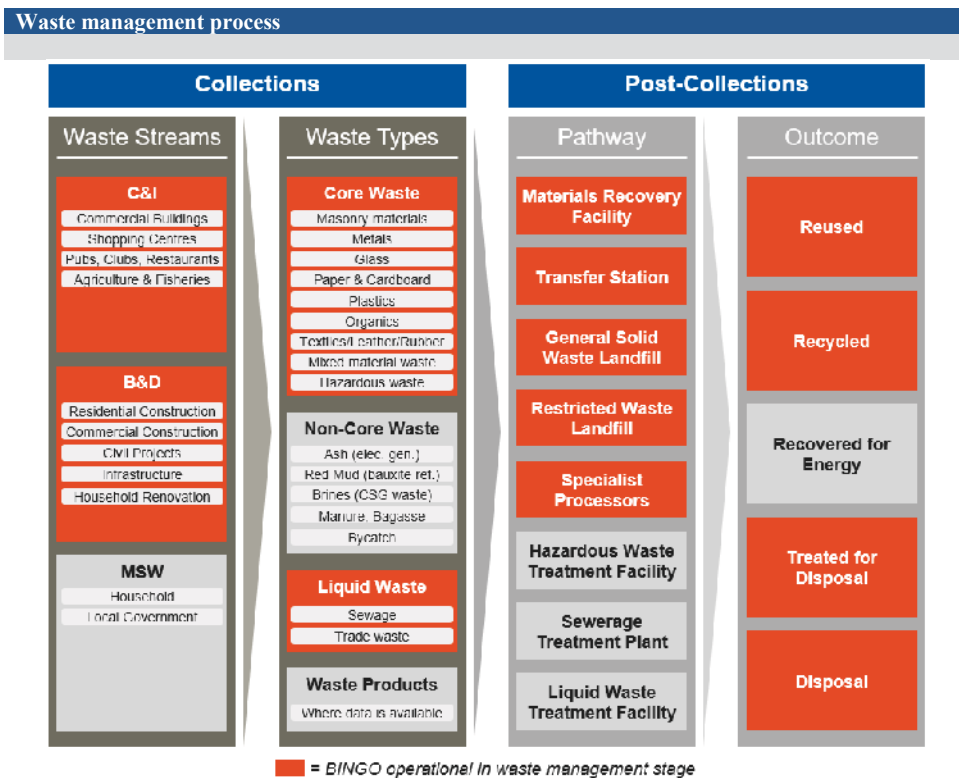 Waste management process
Collections
Post-Collections
Waste Streams
C&I
Commercial Buildings
Shopping Centres
Pubs, Clubs, Restaurants
Agriculture & Fisheries
B&D
Residential Construction
Commercial Construction
Civil Projects
Infrastructure
Household Renovation
MSW
Household
Local Government
Waste Types
Core Waste
Masonry materials
Metals
Glass
Paper & Cardboard
Plastics
Organics
Textiles/Leather/Rubber
Mixed material waste
Hazardous waste
Non-Core Waste
Ash (elec. gen.)
Red Mud (bauxite ref.)
Brines (CSG waste)
Manure, Bagasse
Bycatch
Liquid Waste
Sewage
Trade waste
Waste Products
Where data is available
Pathway
Materials Recovery
Facility
Transfer Station
General Solid
Waste Landfill
Restricted Waste
Landfill
Specialist
Processors
Hazardous Waste
Treatment Facility
Sewerage
Treatment Plant
Liquid Waste
Treatment Facility
Outcome
Reused
Recycled
Recovered for
Energy
Treated for
Disposal
Disposal
= BINGO operational in waste management stage